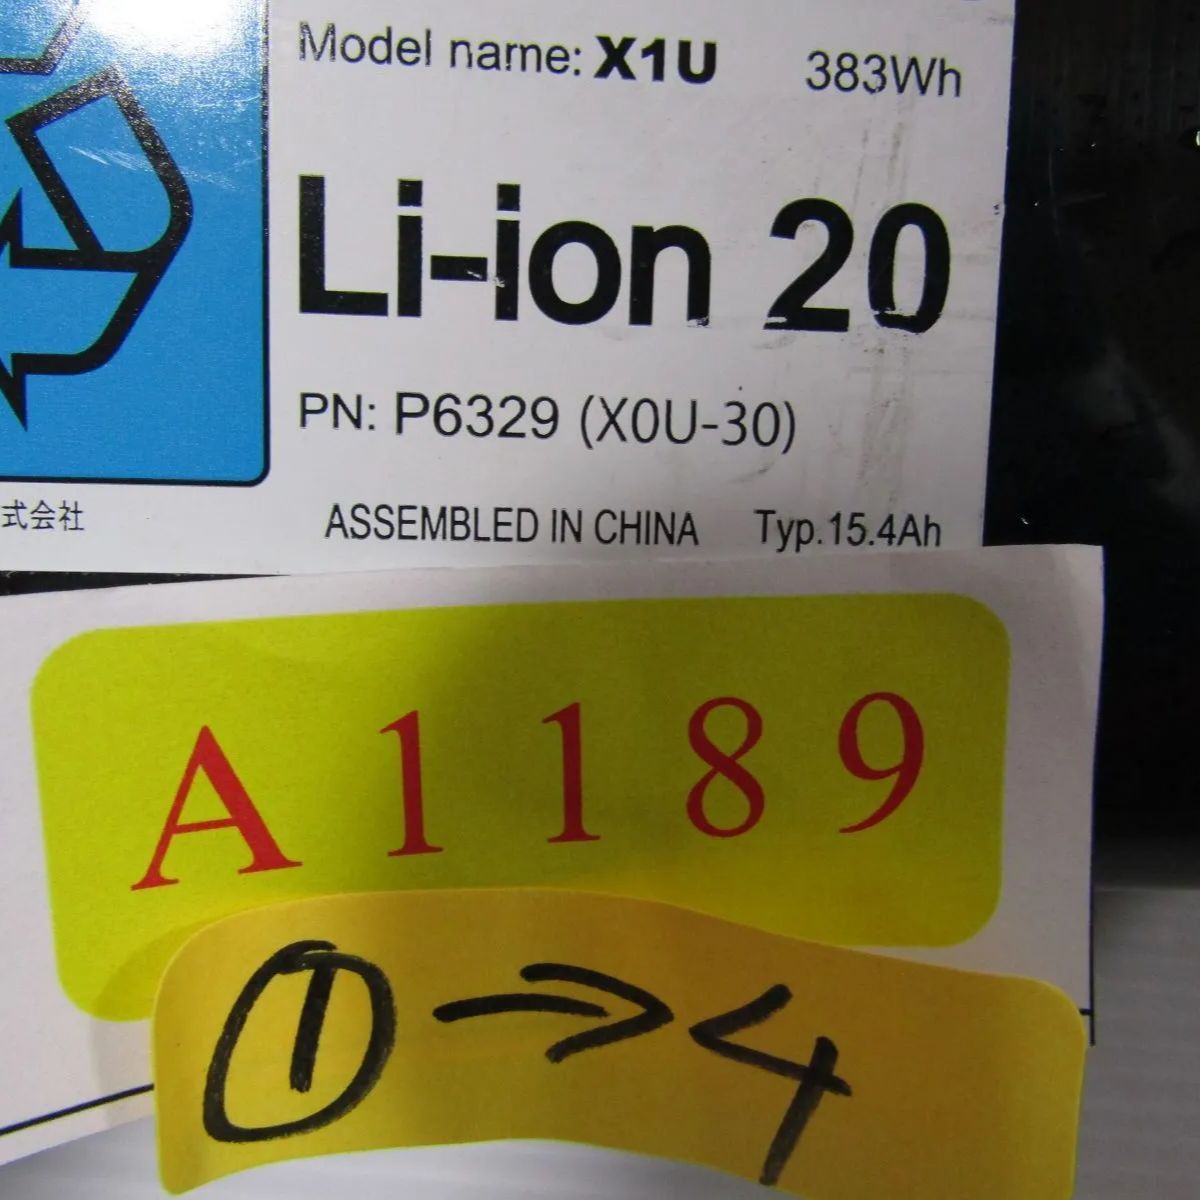 Model name: X1U 383Wh
Li-ion 20
PN: P6329 (X0U-30)
式会社 ASSEMBLED IN CHINA Typ.15.4Ah
A1189
①→4